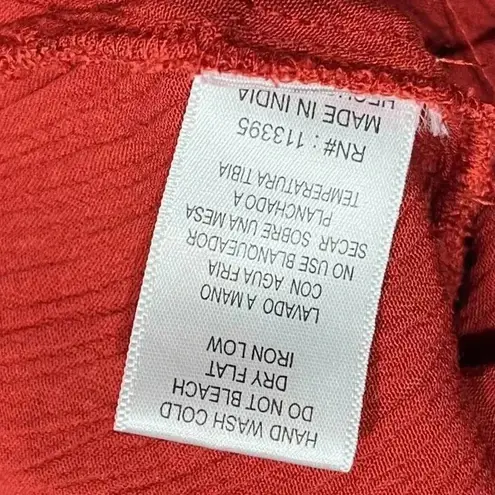 HAND WASH COLD
DO NOT BLEACH
DRY FLAT
IRON LOW
LAVADO A MANO
CON AGUA FRIA
NO USE BLANQUEADOR
SECAR SOBRE UNA MESA
PLANCHADO A
TEMPERATURA TIBIA
RN# : 113395
MADE IN INDIA